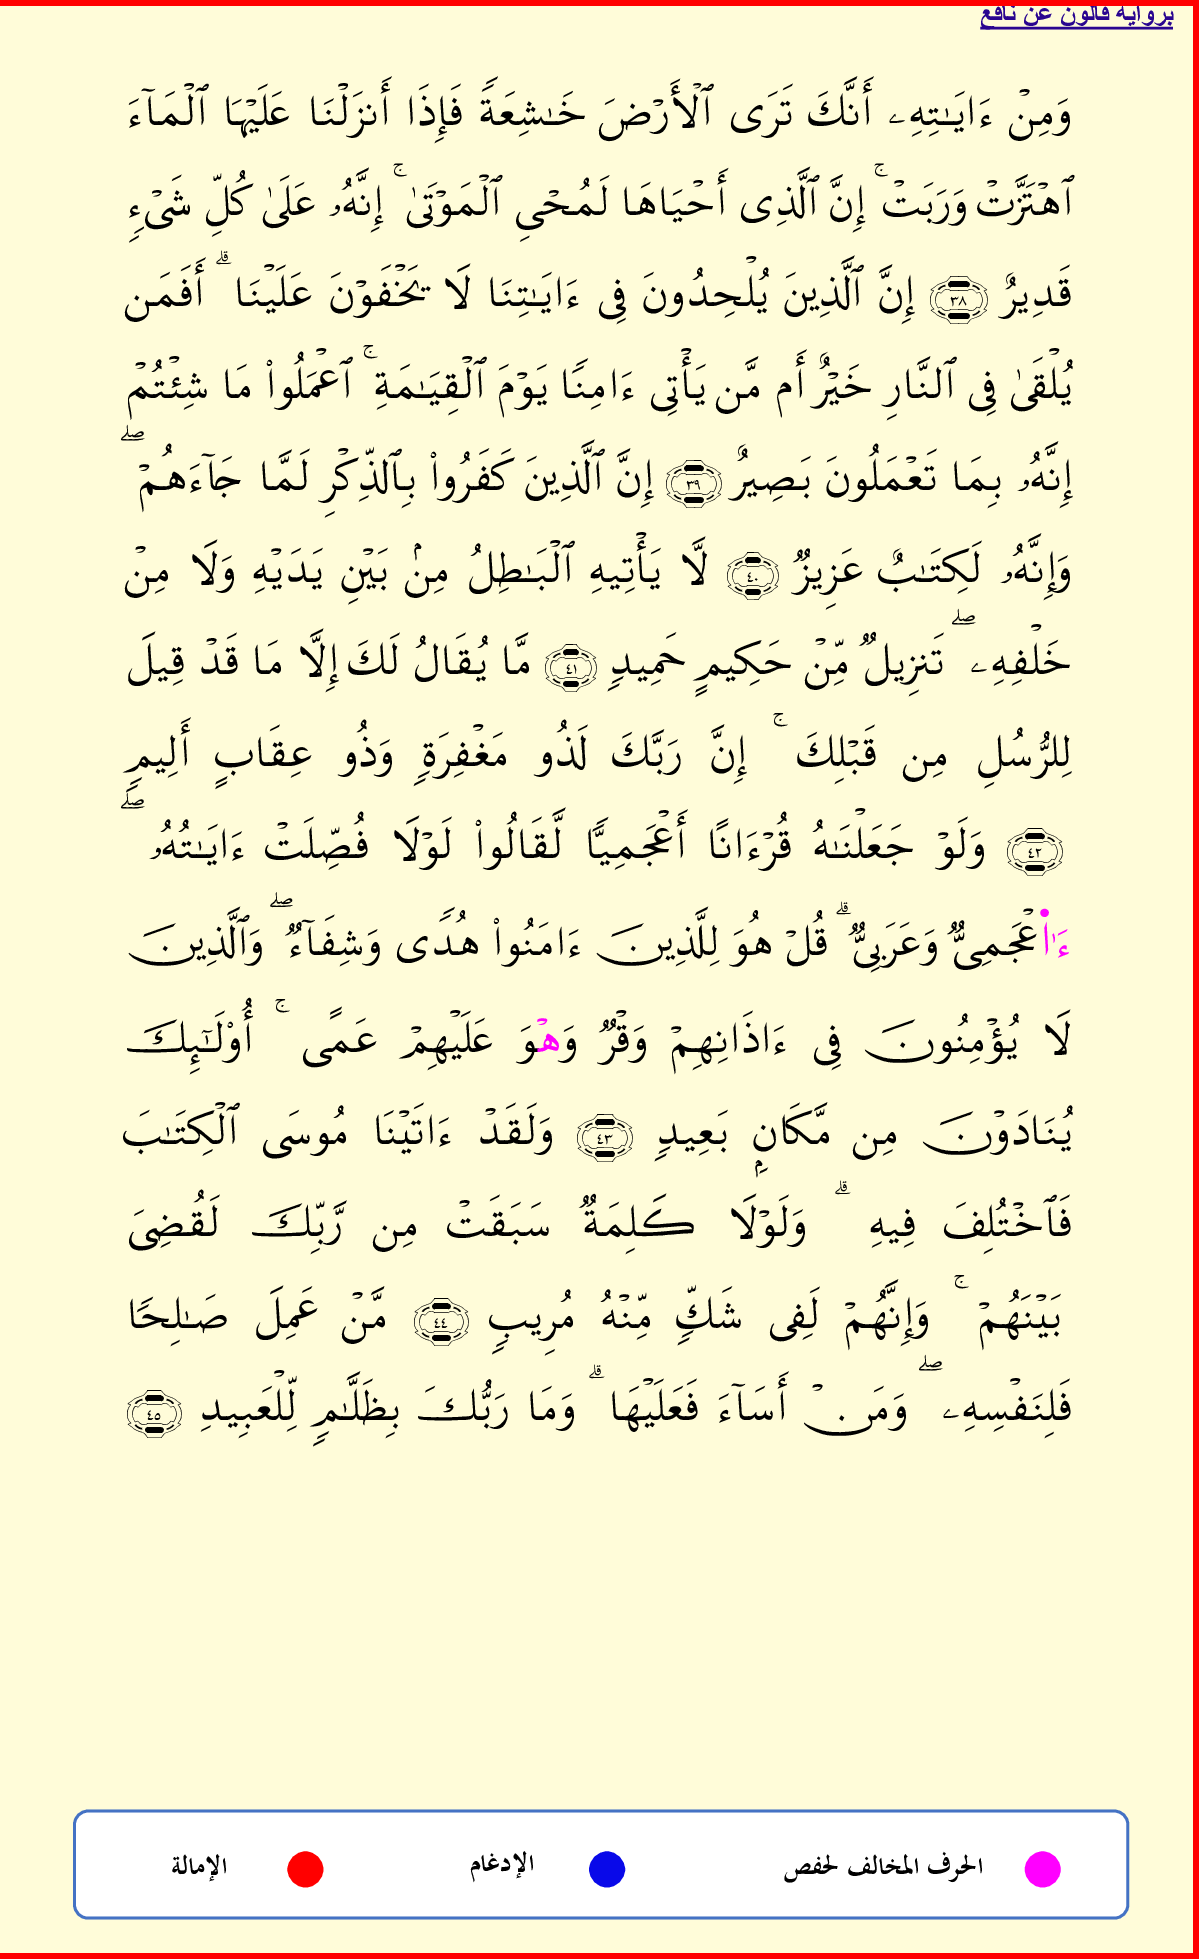 برواية قالون عن نافع
وَمِنْ ءَايَـٰتِهِۦ أَنَّكَ تَرَى ٱلْأَرْضَ خَـٰشِعَةً فَإِذَا أَنزَلْنَا عَلَيْهَا ٱلْمَآءَ
ٱهْتَزَّتْ وَرَبَتْ ۚ إِنَّ ٱلَّذِى أَحْيَاهَا لَمُحْىِ ٱلْمَوْتَىٰ ۚ إِنَّهُۥ عَلَىٰ كُلِّ شَىْءٍ
قَدِيرٌ ٣٨ إِنَّ ٱلَّذِينَ يُلْحِدُونَ فِى ءَايَـٰتِنَا لَا يَخْفَوْنَ عَلَيْنَا ۗ أَفَمَن
يُلْقَىٰ فِى ٱلنَّارِ خَيْرٌ أَم مَّن يَأْتِى ءَامِنًا يَوْمَ ٱلْقِيَـٰمَةِ ۚ ٱعْمَلُوا۟ مَا شِئْتُمْ ۖ
إِنَّهُۥ بِمَا تَعْمَلُونَ بَصِيرٌ ٣٩ إِنَّ ٱلَّذِينَ كَفَرُوا۟ بِٱلذِّكْرِ لَمَّا جَآءَهُمْ ۖ
وَإِنَّهُۥ لَكِتَـٰبٌ عَزِيزٌ ٤٠ لَّا يَأْتِيهِ ٱلْبَـٰطِلُ مِنۢ بَيْنِ يَدَيْهِ وَلَا مِنْ
خَلْفِهِۦ ۖ تَنزِيلٌ مِّنْ حَكِيمٍ حَمِيدٍ ٤١ مَّا يُقَالُ لَكَ إِلَّا مَا قَدْ قِيلَ
لِلرُّسُلِ مِن قَبْلِكَ ۚ إِنَّ رَبَّكَ لَذُو مَغْفِرَةٍ وَذُو عِقَابٍ أَلِيمٍ
٤٢ وَلَوْ جَعَلْنَـٰهُ قُرْءَانًا أَعْجَمِيًّا لَّقَالُوا۟ لَوْلَا فُصِّلَتْ ءَايَـٰتُهُۥ ۖ
ءَا۬عْجَمِىٌّ وَعَرَبِىٌّ ۗ قُلْ هُوَ لِلَّذِينَ ءَامَنُوا۟ هُدًى وَشِفَآءٌ ۖ وَٱلَّذِينَ
لَا يُؤْمِنُونَ فِى ءَاذَانِهِمْ وَقْرٌ وَهْوَ عَلَيْهِمْ عَمًى ۚ أُو۟لَـٰٓئِكَ
يُنَادَوْنَ مِن مَّكَانٍۭ بَعِيدٍ ٤٣ وَلَقَدْ ءَاتَيْنَا مُوسَى ٱلْكِتَـٰبَ
فَٱخْتُلِفَ فِيهِ ۗ وَلَوْلَا كَلِمَةٌ سَبَقَتْ مِن رَّبِّكَ لَقُضِىَ
بَيْنَهُمْ ۚ وَإِنَّهُمْ لَفِى شَكٍّ مِّنْهُ مُرِيبٍ ٤٤ مَّنْ عَمِلَ صَـٰلِحًا
فَلِنَفْسِهِۦ ۖ وَمَنْ أَسَآءَ فَعَلَيْهَا ۗ وَمَا رَبُّكَ بِظَلَّـٰمٍ لِّلْعَبِيدِ ٤٥
الحرف المخالف لحفص الإدغام الإمالة